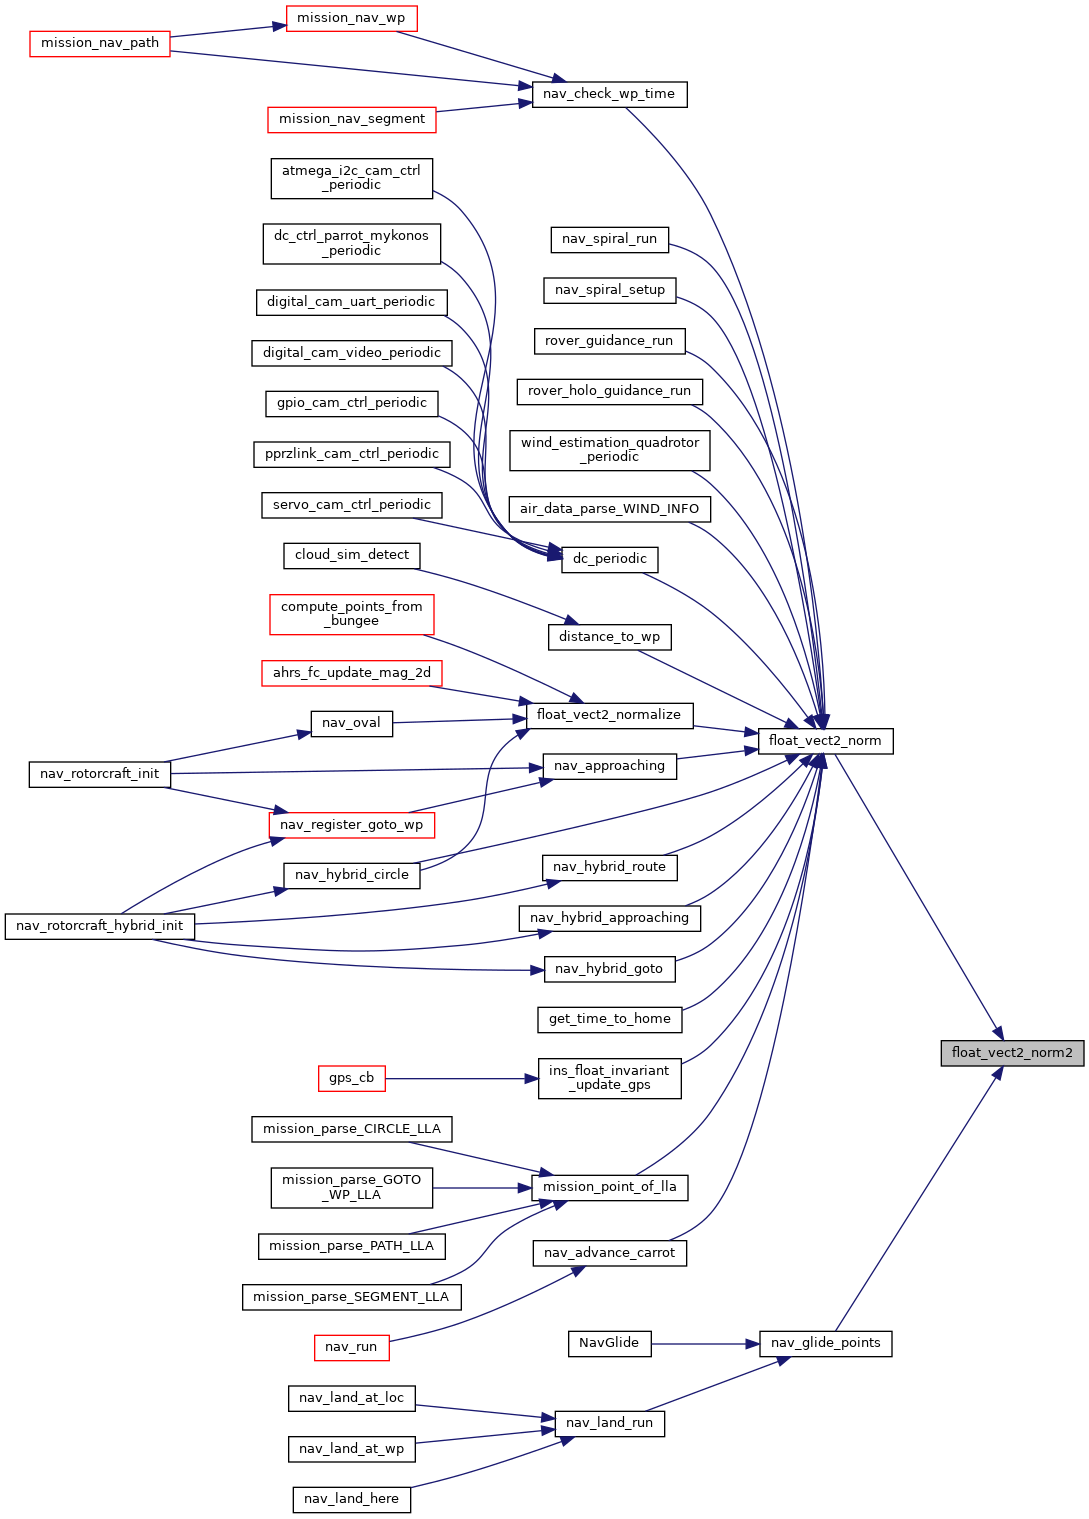 mission_nav_wp
mission_nav_path
nav_check_wp_time
mission_nav_segment
atmega_i2c_cam_ctrl
_periodic
dc_ctrl_parrot_mykonos
_periodic
nav_spiral_run
digital_cam_uart_periodic
nav_spiral_setup
digital_cam_video_periodic
rover_guidance_run
gpio_cam_ctrl_periodic
rover_holo_guidance_run
pprzlink_cam_ctrl_periodic
wind_estimation_quadrotor
_periodic
servo_cam_ctrl_periodic
air_data_parse_WIND_INFO
cloud_sim_detect
dc_periodic
compute_points_from
_bungee
distance_to_wp
ahrs_fc_update_mag_2d
nav_oval
float_vect2_normalize
float_vect2_norm
nav_rotorcraft_init
nav_approaching
nav_register_goto_wp
nav_hybrid_circle
nav_hybrid_route
nav_rotorcraft_hybrid_init
nav_hybrid_approaching
nav_hybrid_goto
get_time_to_home
float_vect2_norm2
gps_cb
ins_float_invariant
_update_gps
mission_parse_CIRCLE_LLA
mission_parse_GOTO
_WP_LLA
mission_point_of_lla
mission_parse_PATH_LLA
nav_advance_carrot
mission_parse_SEGMENT_LLA
nav_run
NavGlide
nav_glide_points
nav_land_at_loc
nav_land_run
nav_land_at_wp
nav_land_here